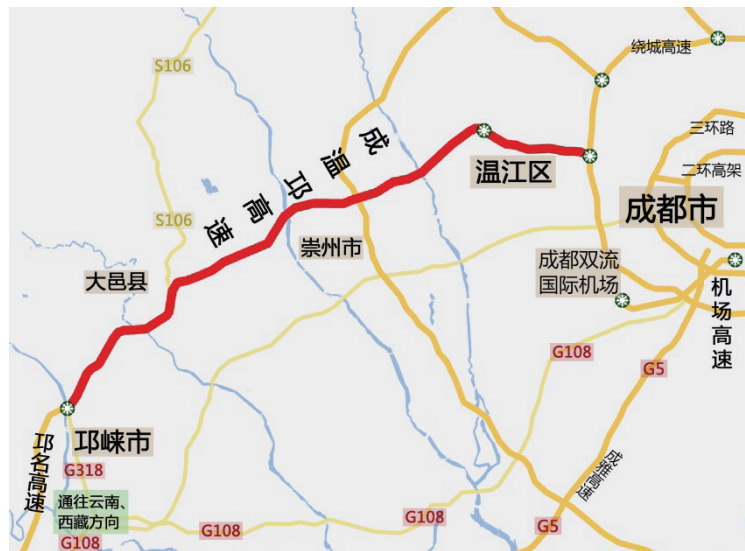 绕城高速
S106
三环路
二环高架
成温邛高速
温江区
成都市
S106
崇州市
成都双流
国际机场
大邑县
机场高速
G108
G5
邛崃市
邛名高速
G318
成雅高速
通往云南、
西藏方向
G108
G108
G108
G5